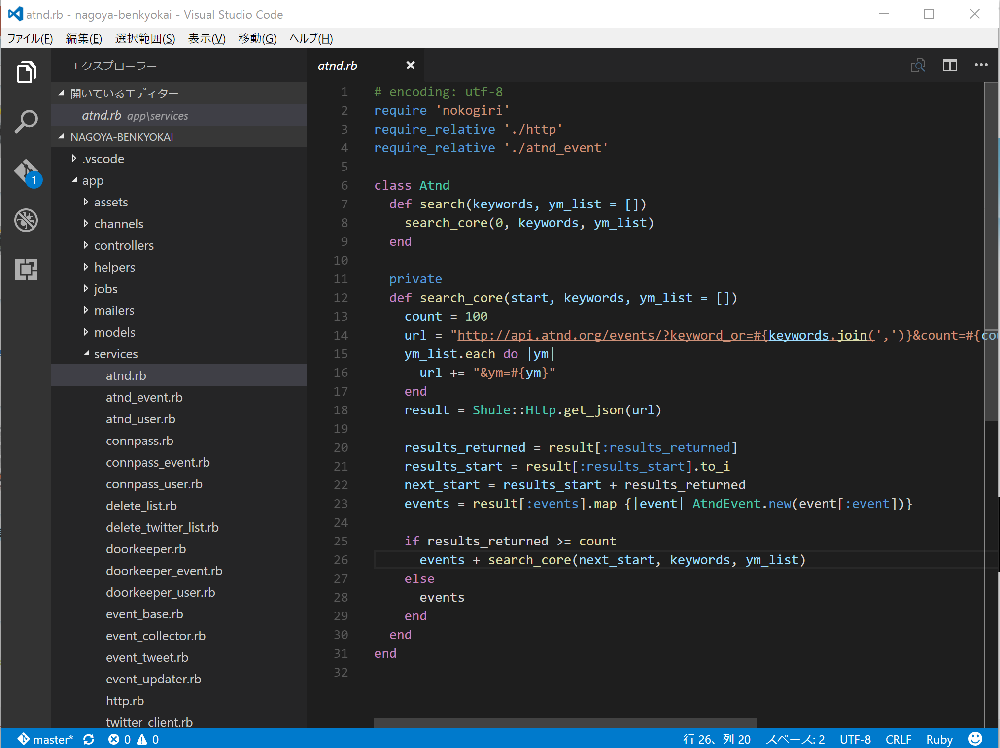 atnd.rb - nagoya-benkyokai - Visual Studio Code
ファイル(F) 編集(E) 選択範囲(S) 表示(V) 移動(G) ヘルプ(H)
エクスプローラー
開いているエディター
atnd.rb app\services
NAGOYA-BENKYOKAI
.vscode
app
assets
channels
controllers
helpers
jobs
mailers
models
services
atnd.rb
atnd_event.rb
atnd_user.rb
connpass.rb
connpass_event.rb
connpass_user.rb
delete_list.rb
delete_twitter_list.rb
doorkeeper.rb
doorkeeper_event.rb
doorkeeper_user.rb
event_base.rb
event_collector.rb
event_tweet.rb
event_updater.rb
http.rb
twitter_client.rb
1
atnd.rb
1 # encoding: utf-8
2 require 'nokogiri'
3 require_relative './http'
4 require_relative './atnd_event'
5
6 class Atnd
7   def search(keywords, ym_list = [])
8     search_core(0, keywords, ym_list)
9   end
10
11   private
12   def search_core(start, keywords, ym_list = [])
13     count = 100
14     url = "http://api.atnd.org/events/?keyword_or=#{keywords.join(',')}&count=#{cou
15     ym_list.each do |ym|
16       url += "&ym=#{ym}"
17     end
18     result = Shule::Http.get_json(url)
19
20     results_returned = result[:results_returned]
21     results_start = result[:results_start].to_i
22     next_start = results_start + results_returned
23     events = result[:events].map {|event| AtndEvent.new(event[:event])}
24
25     if results_returned >= count
26       events + search_core(next_start, keywords, ym_list)
27     else
28       events
29     end
30   end
31 end
32
master* 0 0 行 26、列 20 スペース: 2 UTF-8 CRLF Ruby